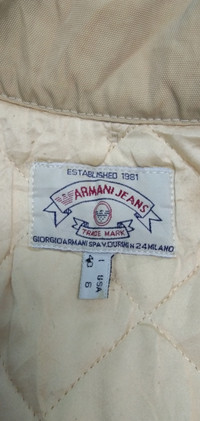 ESTABLISHED 1981
ARMANI JEANS
TRADE MARK
GIORGIO ARMANI SPA V.DURINI 24 MILANO
I 40
USA 6